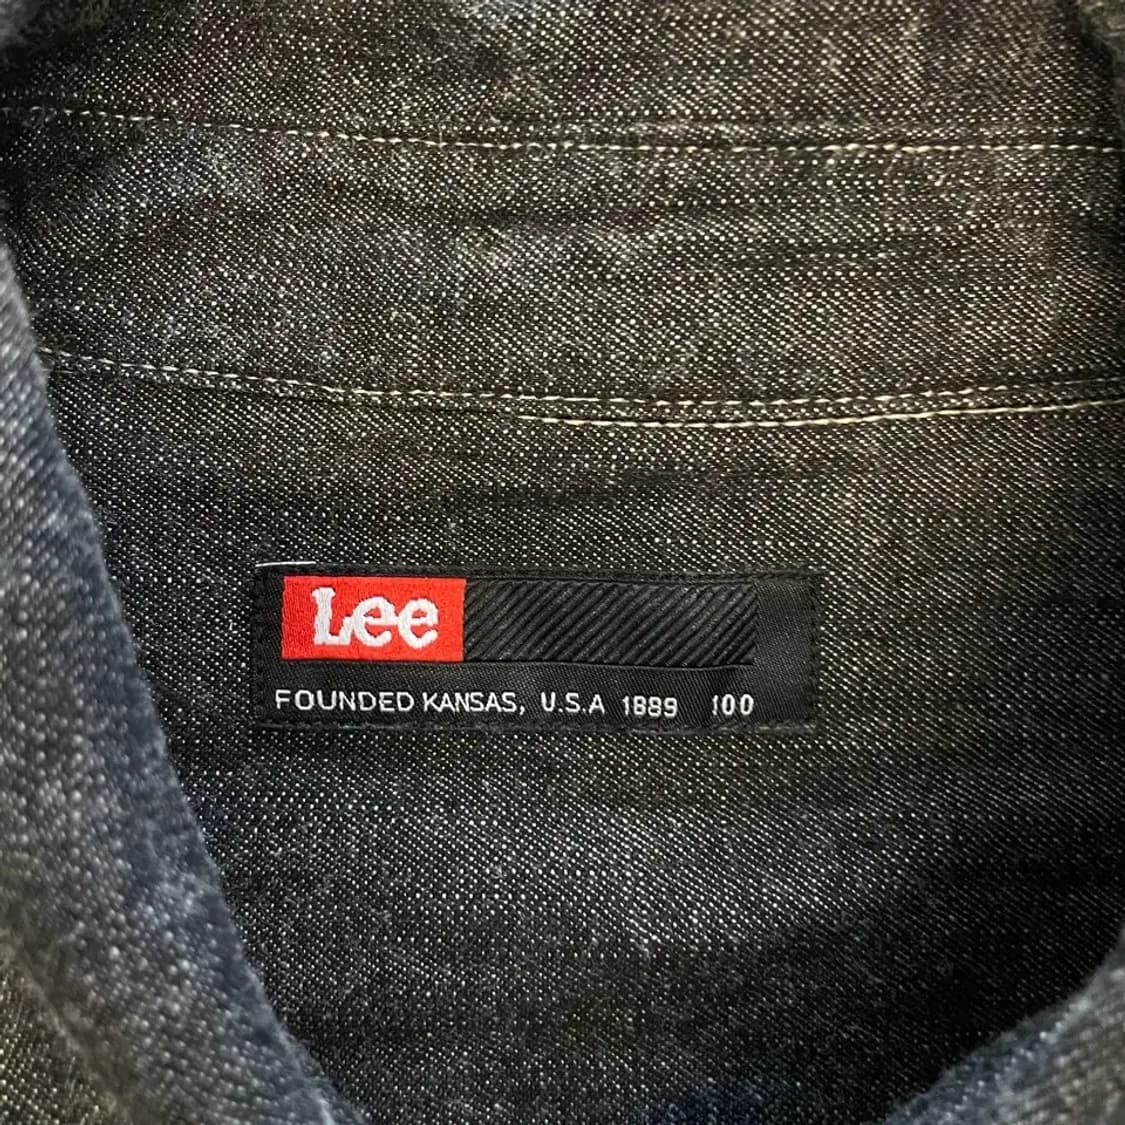 Lee
FOUNDED KANSAS, U.S.A 1889 100